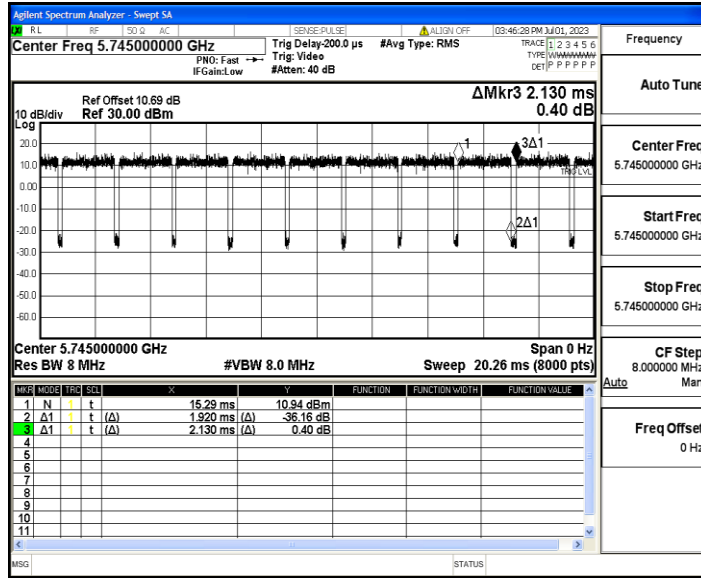 Agilent Spectrum Analyzer - Swept SA
RL RF 50 Ω AC SENSE:PULSE ALIGN OFF 03:46:28 PM Jul 01, 2023
Center Freq 5.745000000 GHz
Trig Delay-200.0 µs #Avg Type: RMS
TRACE 1 2 3 4 5 6
PNO: Fast Trig: Video
TYPE WWWWWW
IFGain:Low #Atten: 40 dB
DET P P P P P P
Ref Offset 10.69 dB
10 dB/div Ref 30.00 dBm
ΔMkr3 2.130 ms
0.40 dB
Log
20.0
10.0
0.00
-10.0
-20.0
-30.0
-40.0
-50.0
-60.0
1
3Δ1
2Δ1
TRIG LVL
Center 5.745000000 GHz Span 0 Hz
Res BW 8 MHz #VBW 8.0 MHz Sweep 20.26 ms (8000 pts)
MKR MODE TRC SCL X Y FUNCTION FUNCTION WIDTH FUNCTION VALUE
1 N 1 t 15.29 ms 10.94 dBm
2 Δ1 1 t (Δ) 1.920 ms (Δ) -36.16 dB
3 Δ1 1 t (Δ) 2.130 ms (Δ) 0.40 dB
4
5
6
7
8
9
10
11
MSG STATUS
Frequency
Auto Tune
Center Freq
5.745000000 GHz
Start Freq
5.745000000 GHz
Stop Freq
5.745000000 GHz
CF Step
8.000000 MHz
Auto Man
Freq Offset
0 Hz